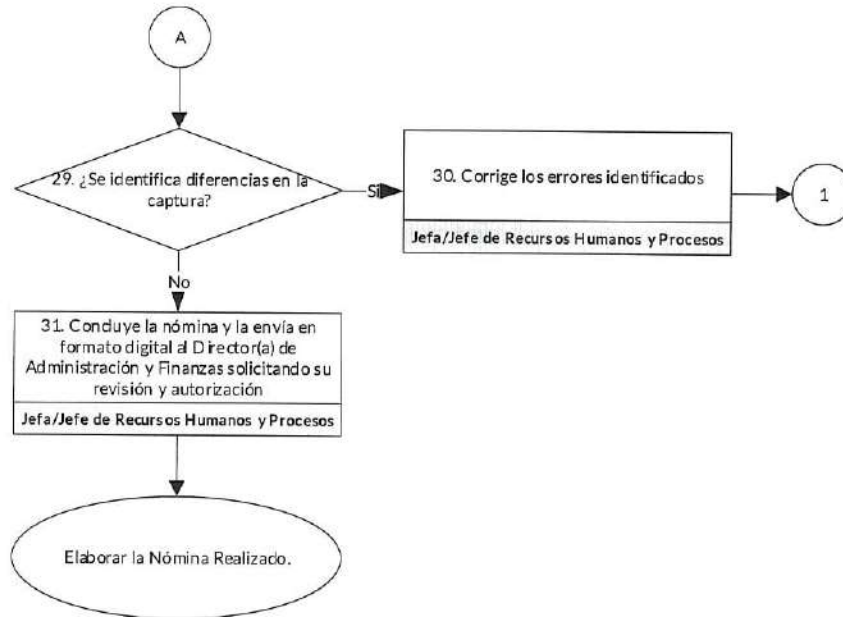 A
29. ¿Se identifica diferencias en la
captura?
Si
30. Corrige los errores identificados
Jefa/Jefe de Recursos Humanos y Procesos
1
No
31. Concluye la nómina y la envía en
formato digital al Director(a) de
Administración y Finanzas solicitando su
revisión y autorización
Jefa/Jefe de Recursos Humanos y Procesos
Elaborar la Nómina Realizado.